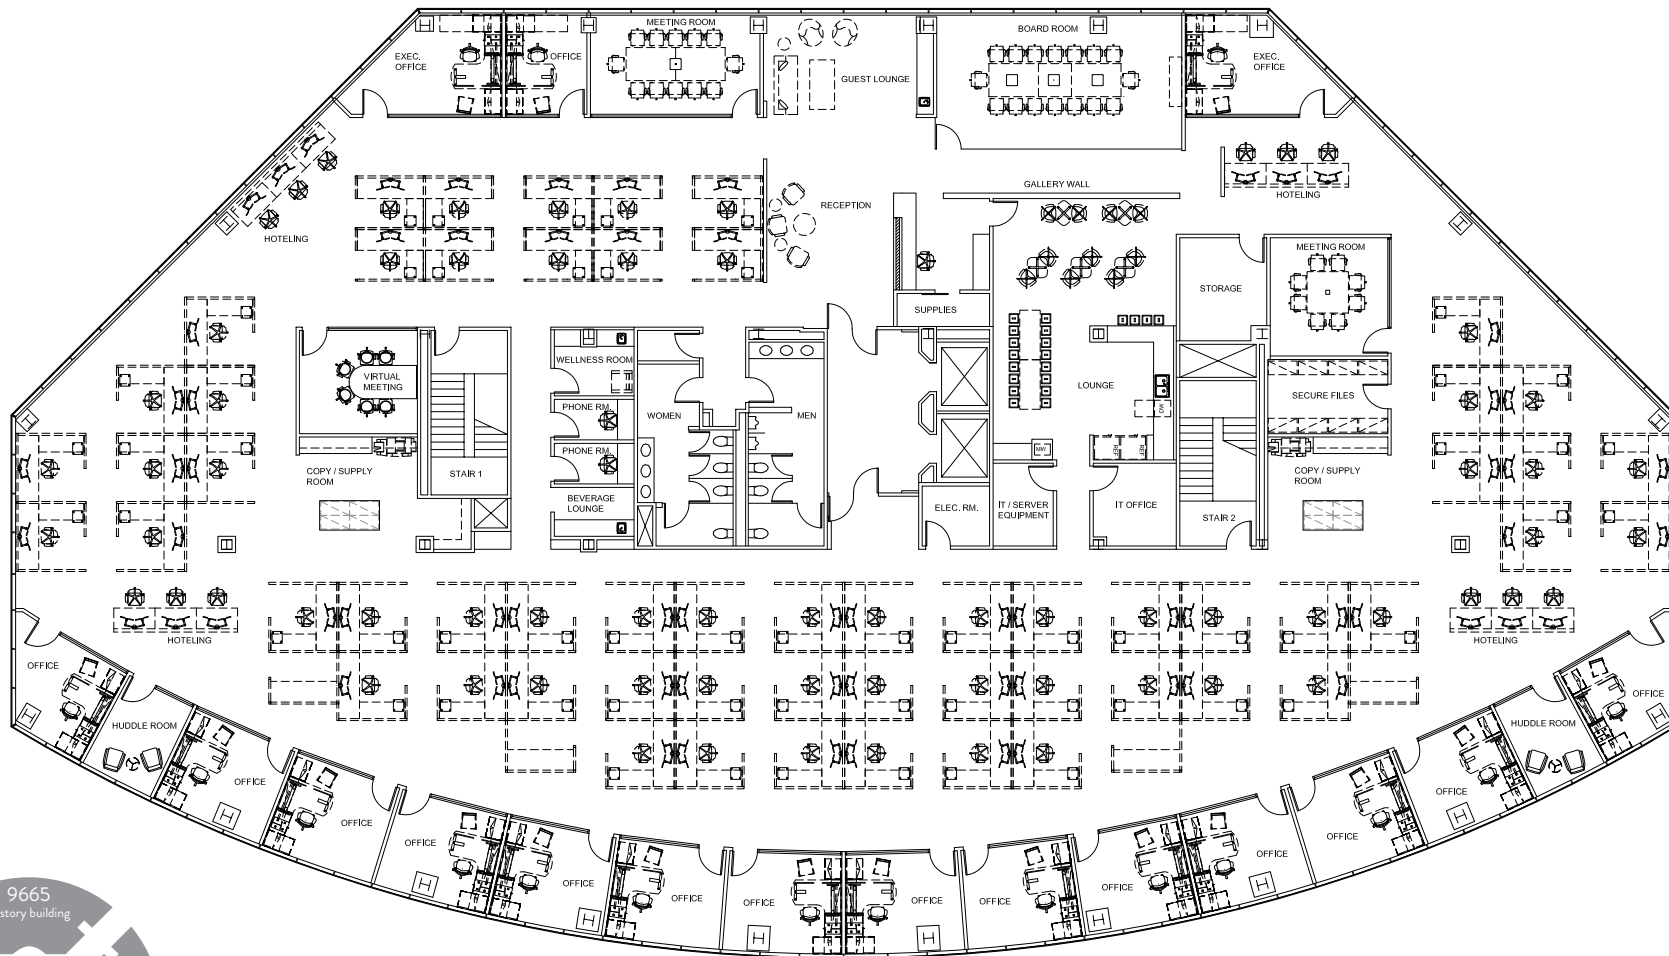 MEETING ROOM
BOARD ROOM
EXEC.
OFFICE
OFFICE
GUEST LOUNGE
EXEC.
OFFICE
GALLERY WALL
HOTELING
RECEPTION
HOTELING
MEETING ROOM
STORAGE
SUPPLIES
WELLNESS ROOM
VIRTUAL
MEETING
LOUNGE
SECURE FILES
PHONE RM.
WOMEN
MEN
PHONE RM.
MW
REF
REF
COPY / SUPPLY
ROOM
STAIR 1
COPY / SUPPLY
ROOM
BEVERAGE
LOUNGE
ELEC. RM.
IT / SERVER
EQUIPMENT
IT OFFICE
STAIR 2
HOTELING
HOTELING
OFFICE
OFFICE
HUDDLE ROOM
HUDDLE ROOM
OFFICE
OFFICE
OFFICE
OFFICE
OFFICE
OFFICE
OFFICE
OFFICE
OFFICE
OFFICE
OFFICE
OFFICE
OFFICE
OFFICE
9665
story building